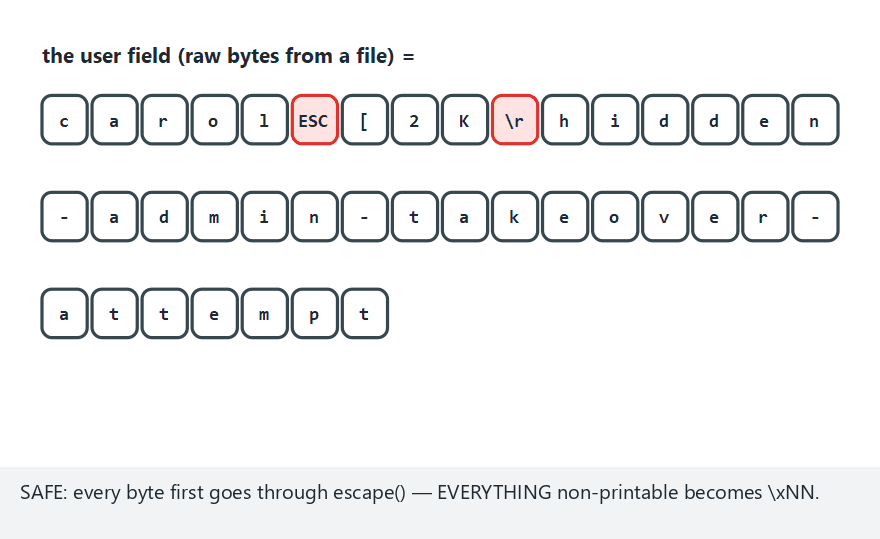 the user field (raw bytes from a file) =
c a r o l ESC [ 2 K \r h i d d e n
- a d m i n - t a k e o v e r -
a t t e m p t
SAFE: every byte first goes through escape() — EVERYTHING non-printable becomes \xNN.